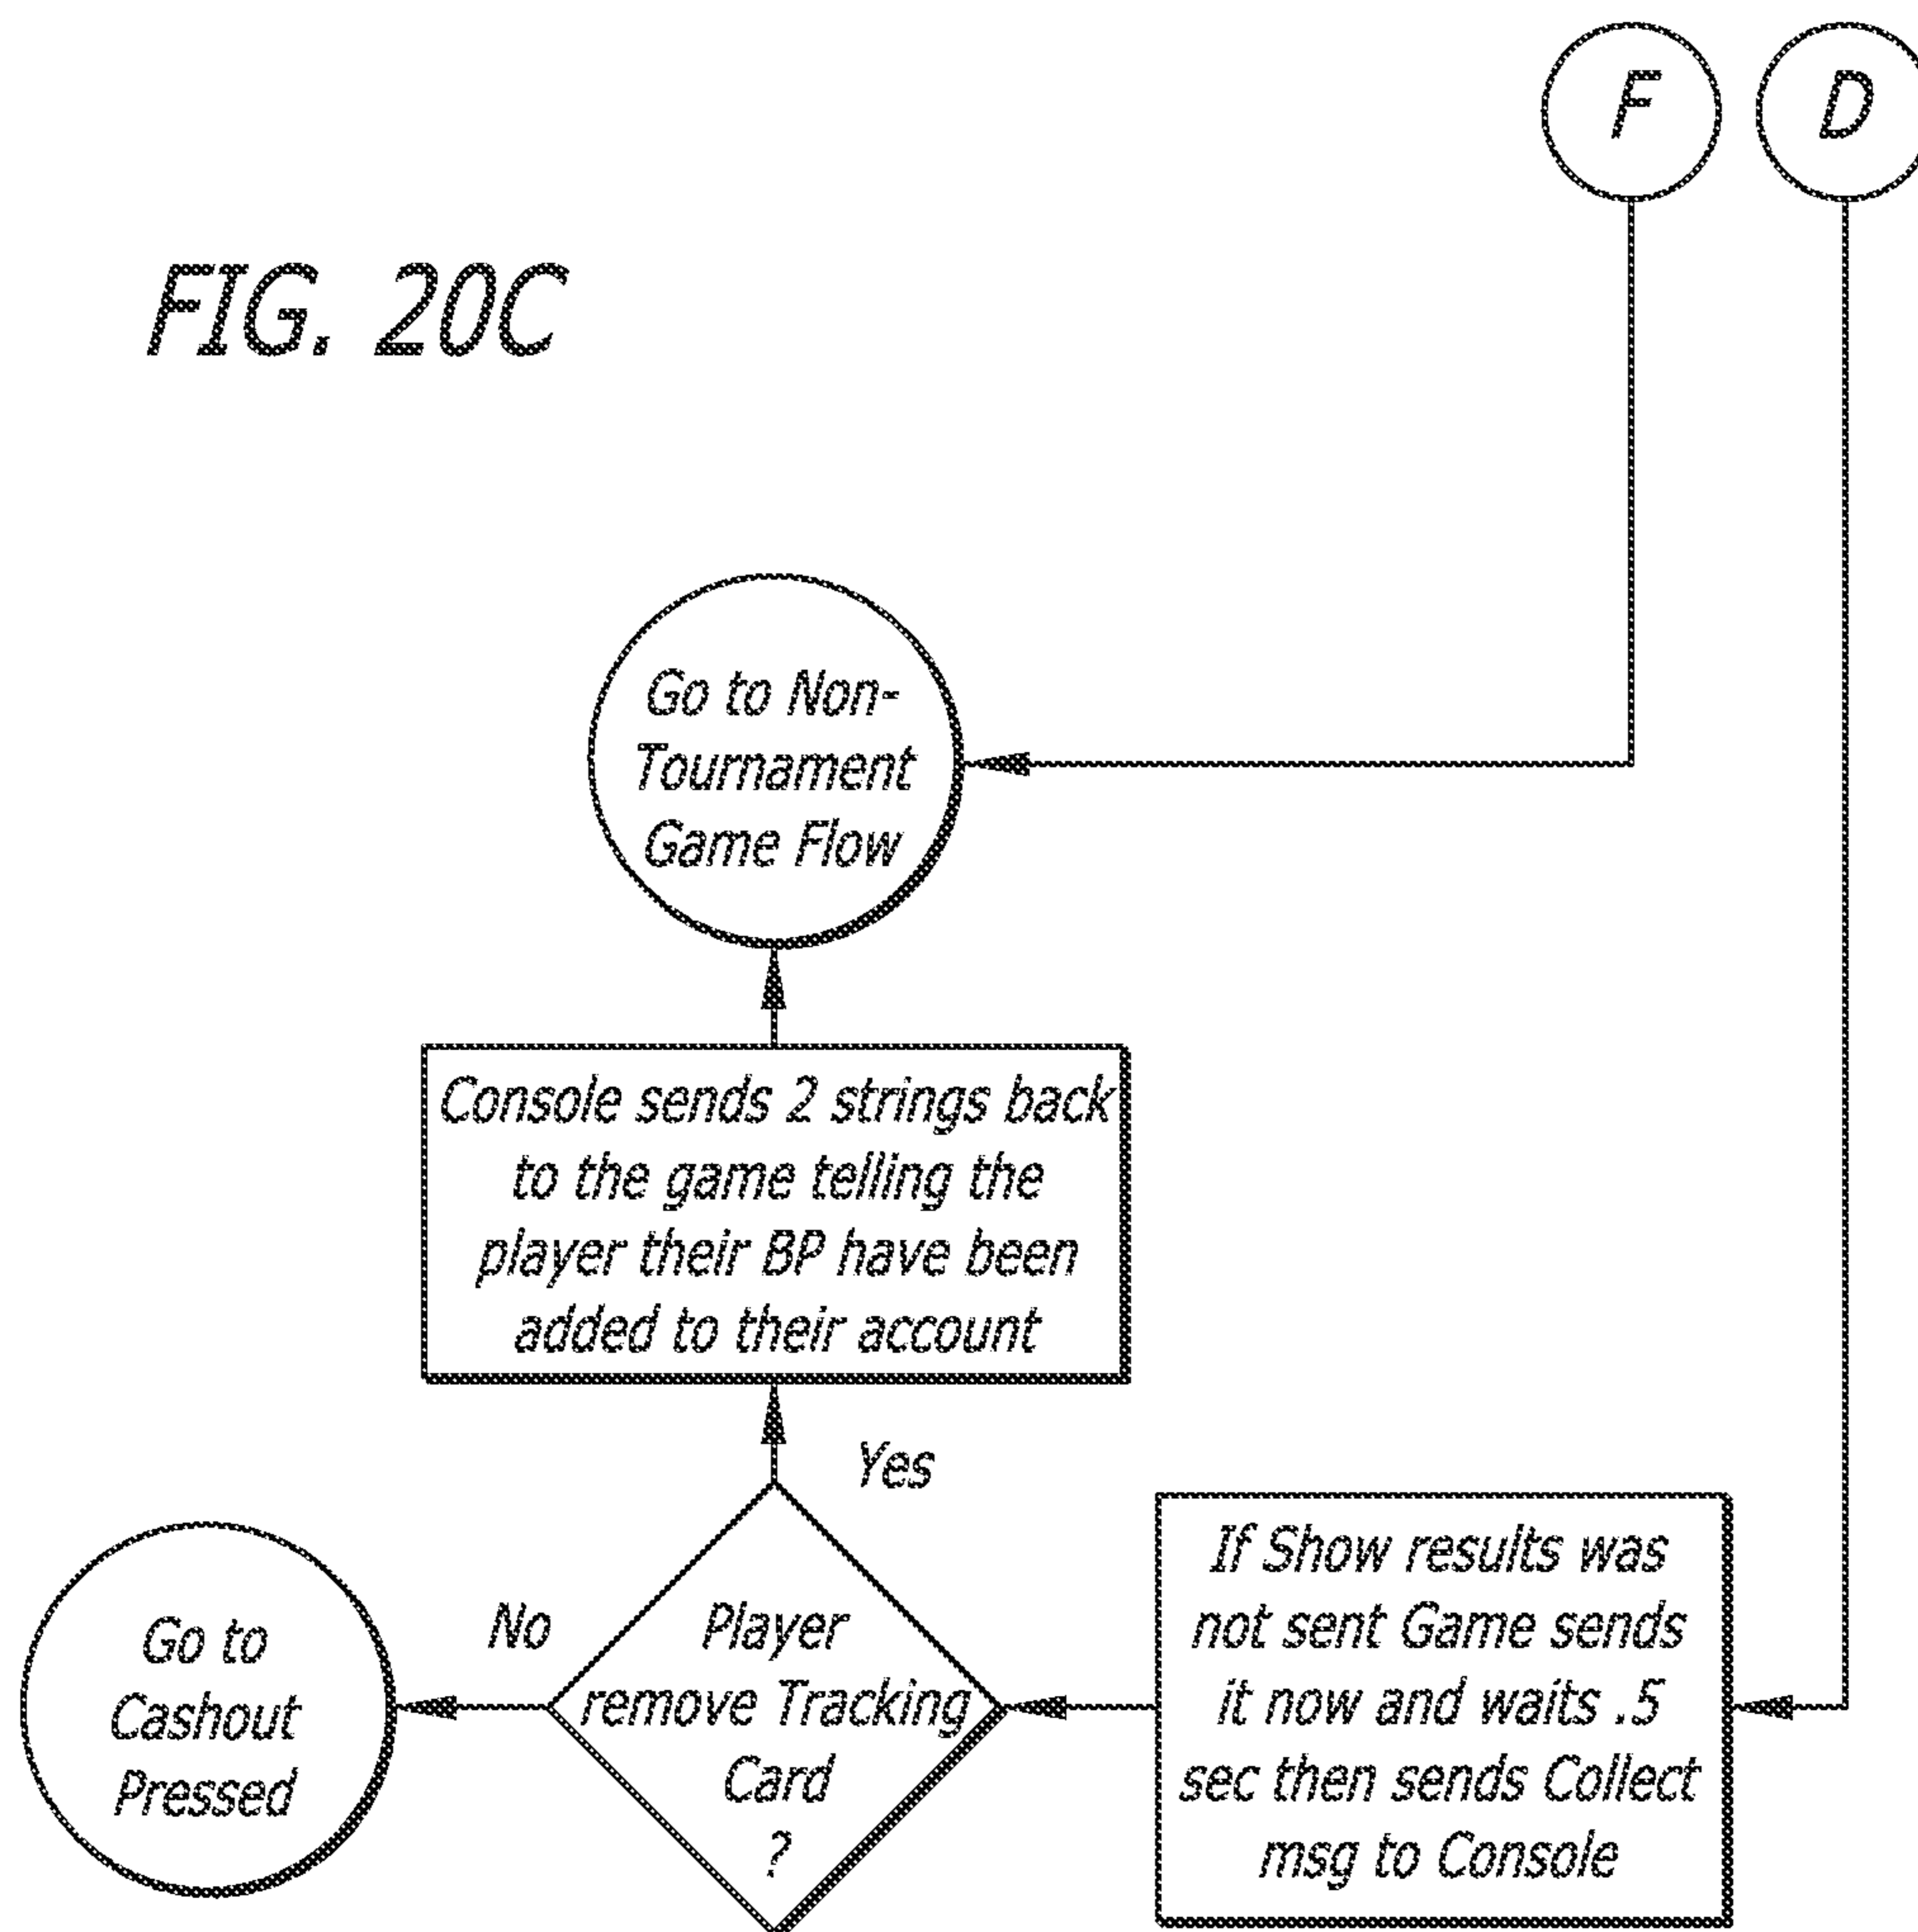 F
D
FIG. 20C
Go to Non-
Tournament
Game Flow
Console sends 2 strings back
to the game telling the
player their BP have been
added to their account
Yes
No
Go to
Cashout
Pressed
Player
remove Tracking
Card
?
If Show results was
not sent Game sends
it now and waits .5
sec then sends Collect
msg to Console